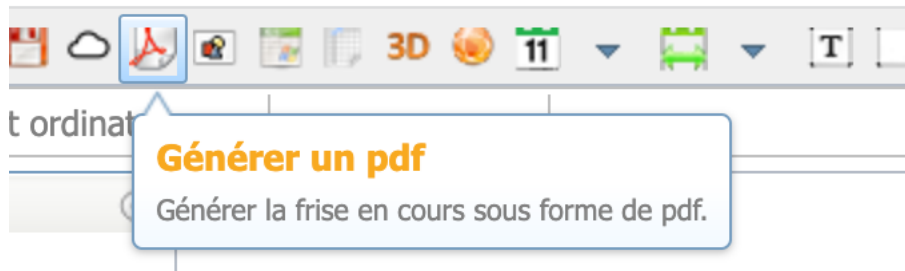 3D
11
T
t ordinat
Générer un pdf
Générer la frise en cours sous forme de pdf.